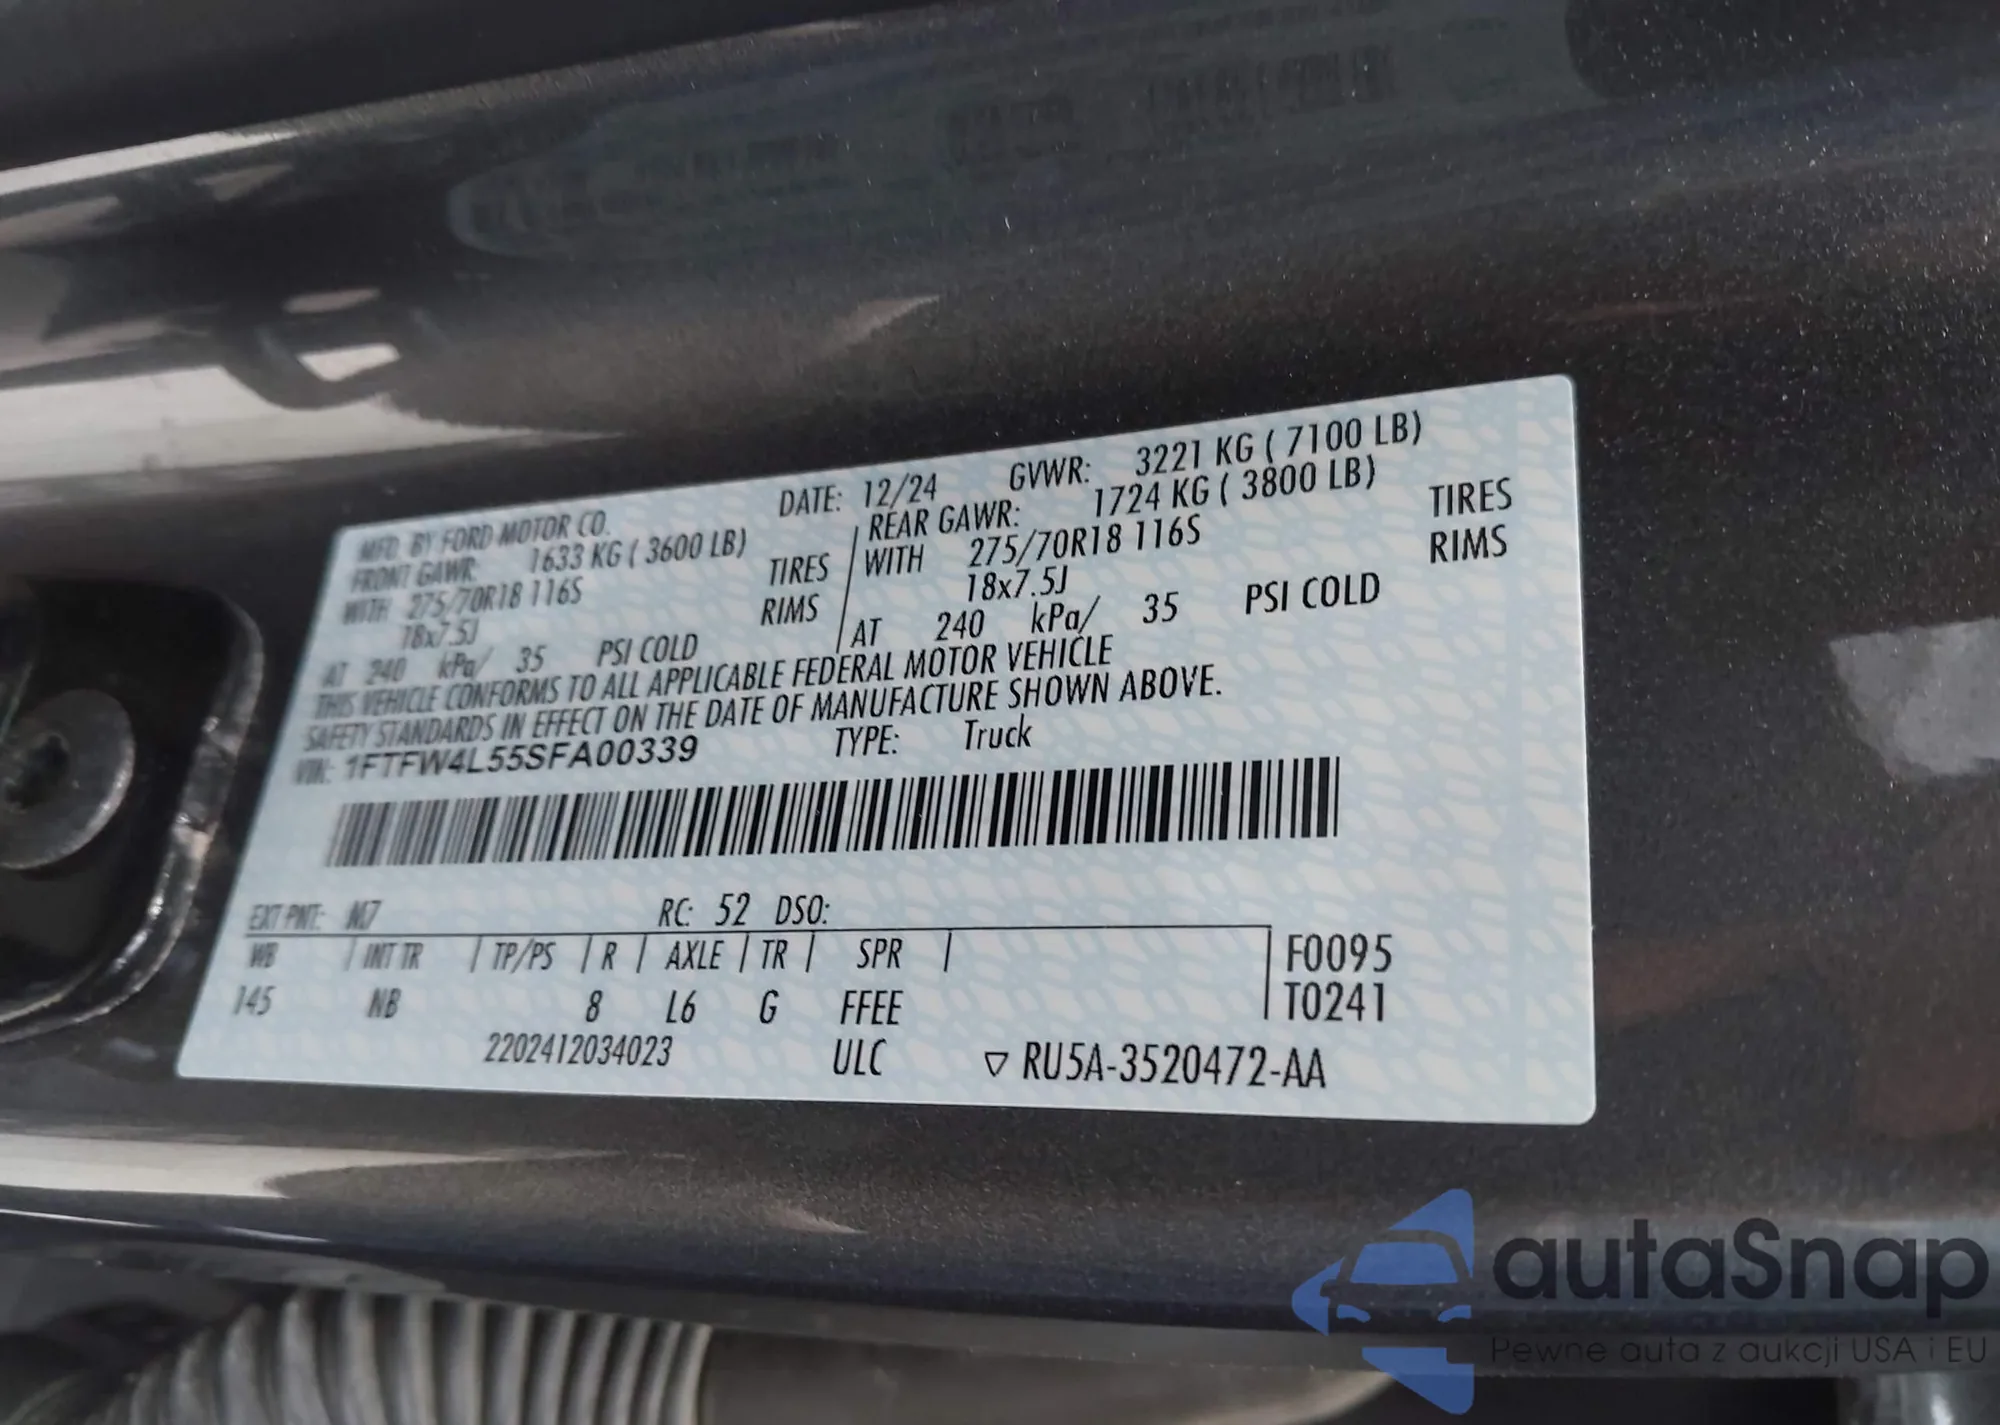 MFD. BY FORD MOTOR CO. DATE: 12/24 GVWR: 3221 KG ( 7100 LB)
FRONT GAWR: 1633 KG ( 3600 LB) REAR GAWR: 1724 KG ( 3800 LB)
WITH 275/70R18 116S TIRES WITH 275/70R18 116S TIRES
18x7.5J RIMS 18x7.5J RIMS
AT 240 kPa/ 35 PSI COLD AT 240 kPa/ 35 PSI COLD
THIS VEHICLE CONFORMS TO ALL APPLICABLE FEDERAL MOTOR VEHICLE
SAFETY STANDARDS IN EFFECT ON THE DATE OF MANUFACTURE SHOWN ABOVE.
VIN: 1FTFW4L55SFA00339 TYPE: Truck
EXT PNT: M7 RC: 52 DSO:
WB INT TR TP/PS R AXLE TR SPR F0095
145 NB 8 L6 G FFEE T0241
2202412034023 ULC ▽ RU5A-3520472-AA
autaSnap
Pewne auta z aukcji USA i EU